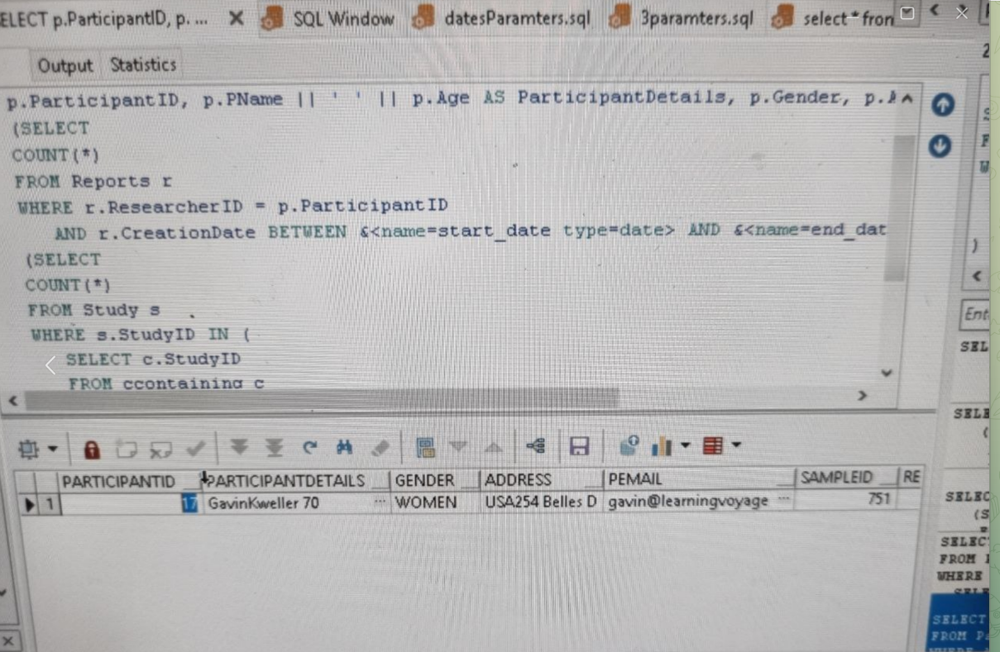 ELECT p.ParticipantID, p. ...
SQL Window
datesParamters.sql
3paramters.sql
select*fron
Output Statistics
p.ParticipantID, p.PName || ' ' || p.Age AS ParticipantDetails, p.Gender, p.A
(SELECT
COUNT(*)
FROM Reports r
WHERE r.ResearcherID = p.ParticipantID
AND r.CreationDate BETWEEN &<name=start_date type=date> AND &<name=end_dat
(SELECT
COUNT(*)
FROM Study s
WHERE s.StudyID IN (
SELECT c.StudyID
FROM ccontaining c
PARTICIPANTID PARTICIPANTDETAILS GENDER ADDRESS PEMAIL SAMPLEID RE
1 17 GavinKweller 70 ... WOMEN USA254 Belles D gavin@learningvoyage ... 751
2
)
Ent
SEL
SELE
(
SELEC
(S
SELEC
FROM
WHERE
SELECT
FROM P